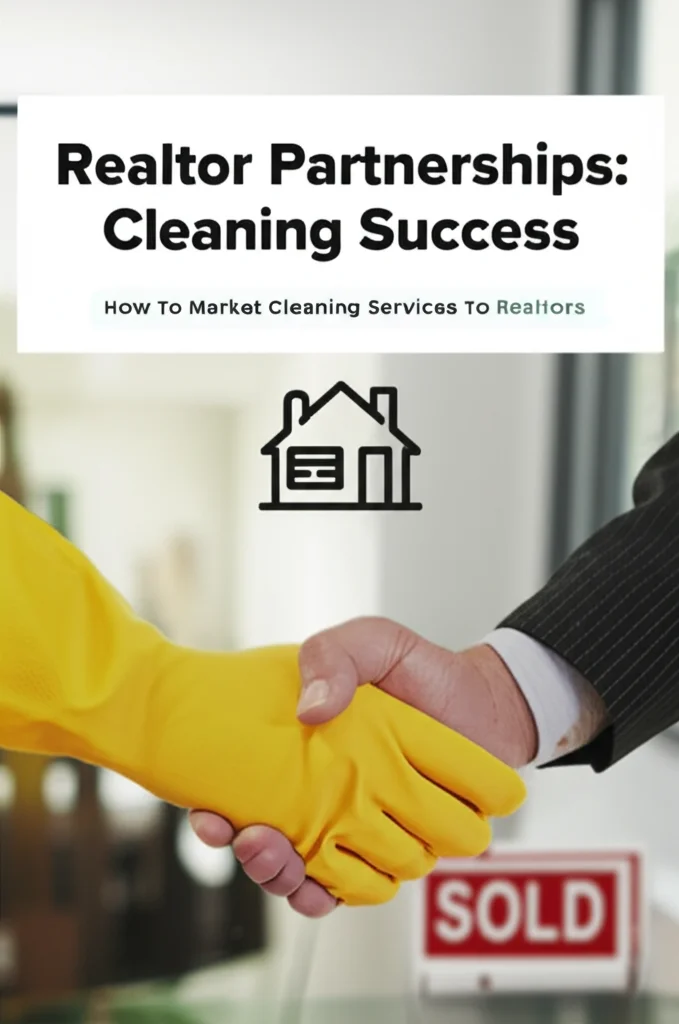 Realtor Partnerships:
Cleaning Success
How To Market Cleaning Services To Realtors
SOLD